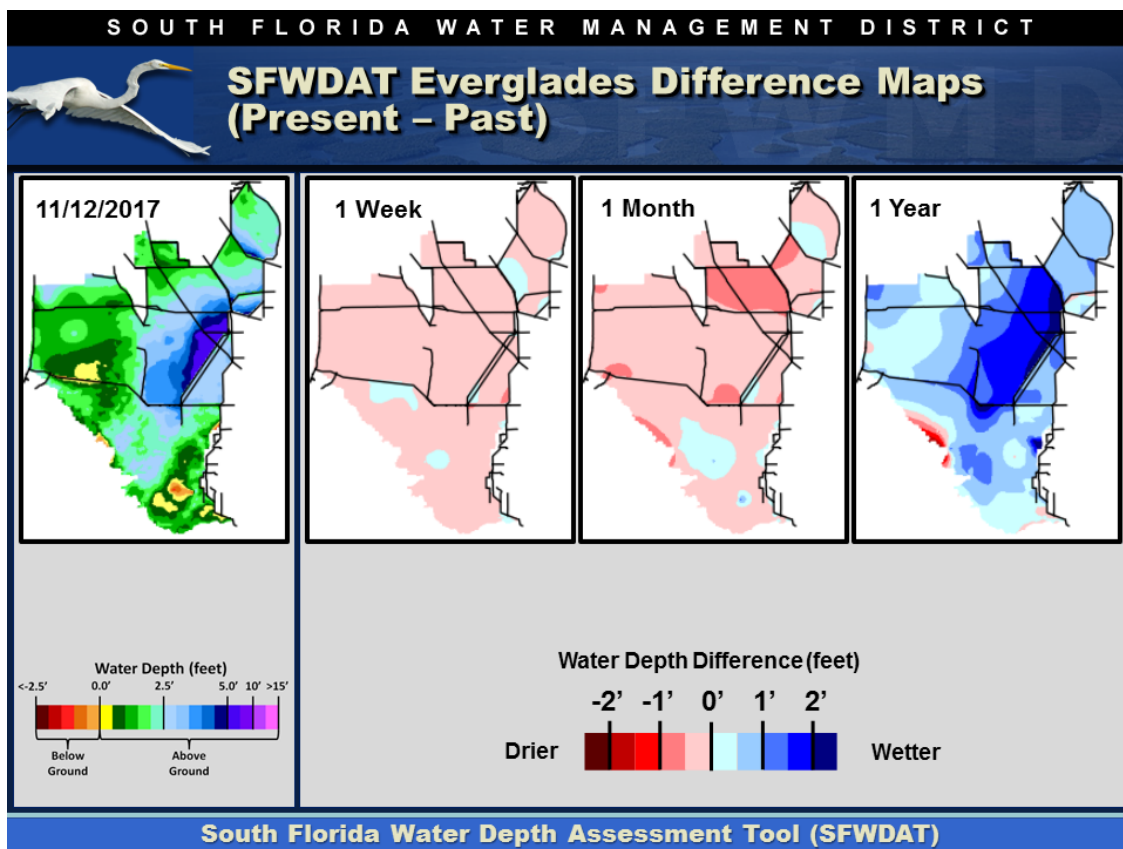 SOUTH FLORIDA WATER MANAGEMENT DISTRICT
SFWDAT Everglades Difference Maps
(Present – Past)
11/12/2017
1 Week
1 Month
1 Year
Water Depth (feet)
<-2.5' 0.0' 2.5' 5.0' 10' >15'
Below
Ground
Above
Ground
Water Depth Difference (feet)
-2' -1' 0' 1' 2'
Drier
Wetter
South Florida Water Depth Assessment Tool (SFWDAT)